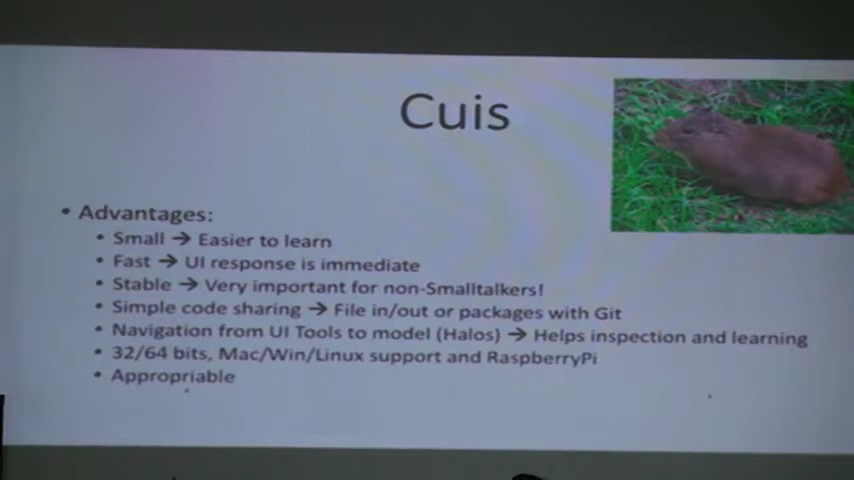 Cuis
• Advantages:
• Small → Easier to learn
• Fast → UI response is immediate
• Stable → Very important for non-Smalltalkers!
• Simple code sharing → File in/out or packages with Git
• Navigation from UI Tools to model (Halos) → Helps inspection and learning
• 32/64 bits, Mac/Win/Linux support and RaspberryPi
• Appropriable